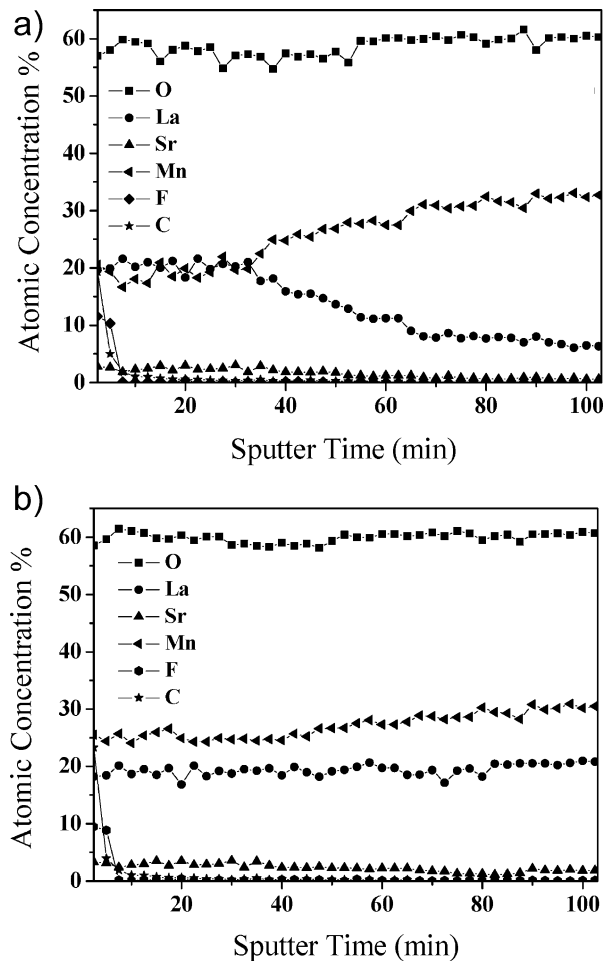 a)
Atomic Concentration %
60
50
40
30
20
10
0
O
La
Sr
Mn
F
C
20 40 60 80 100
Sputter Time (min)
b)
Atomic Concentration %
60
50
40
30
20
10
0
O
La
Sr
Mn
F
C
20 40 60 80 100
Sputter Time (min)